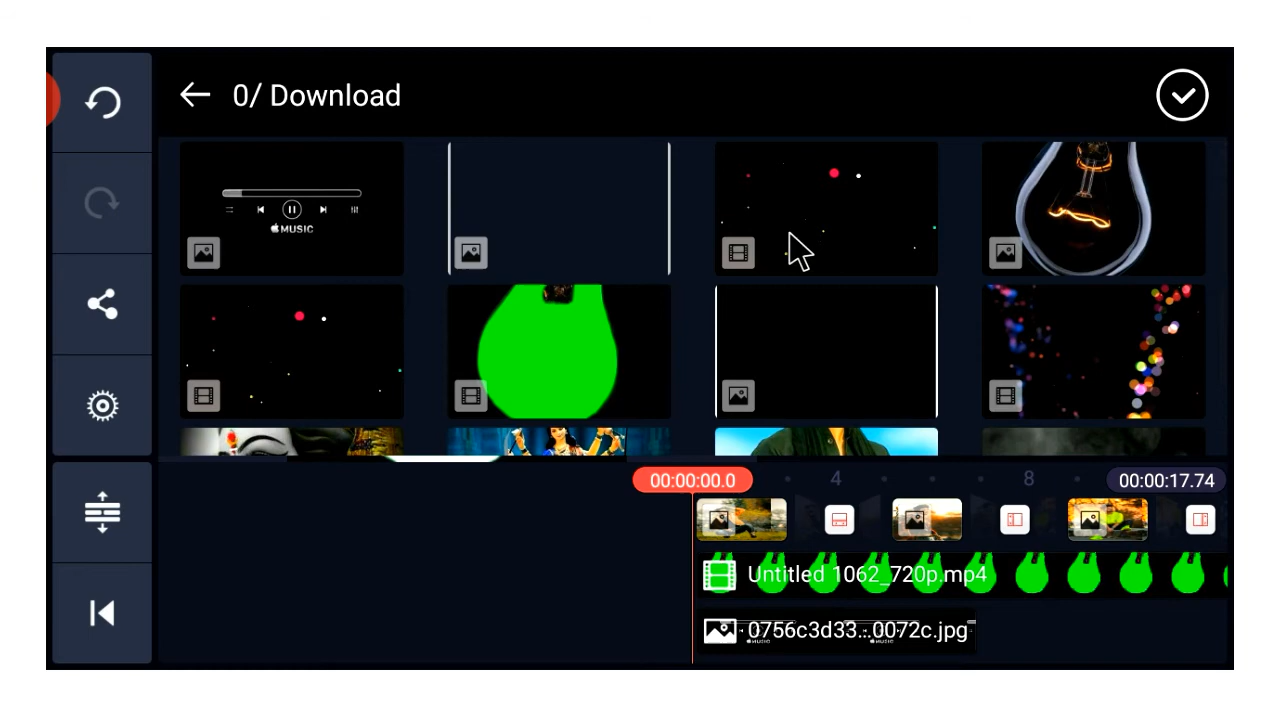 0/ Download
MUSIC
00:00:00.0
4
8
00:00:17.74
Untitled 1062_720p.mp4
0756c3d33...0072c.jpg